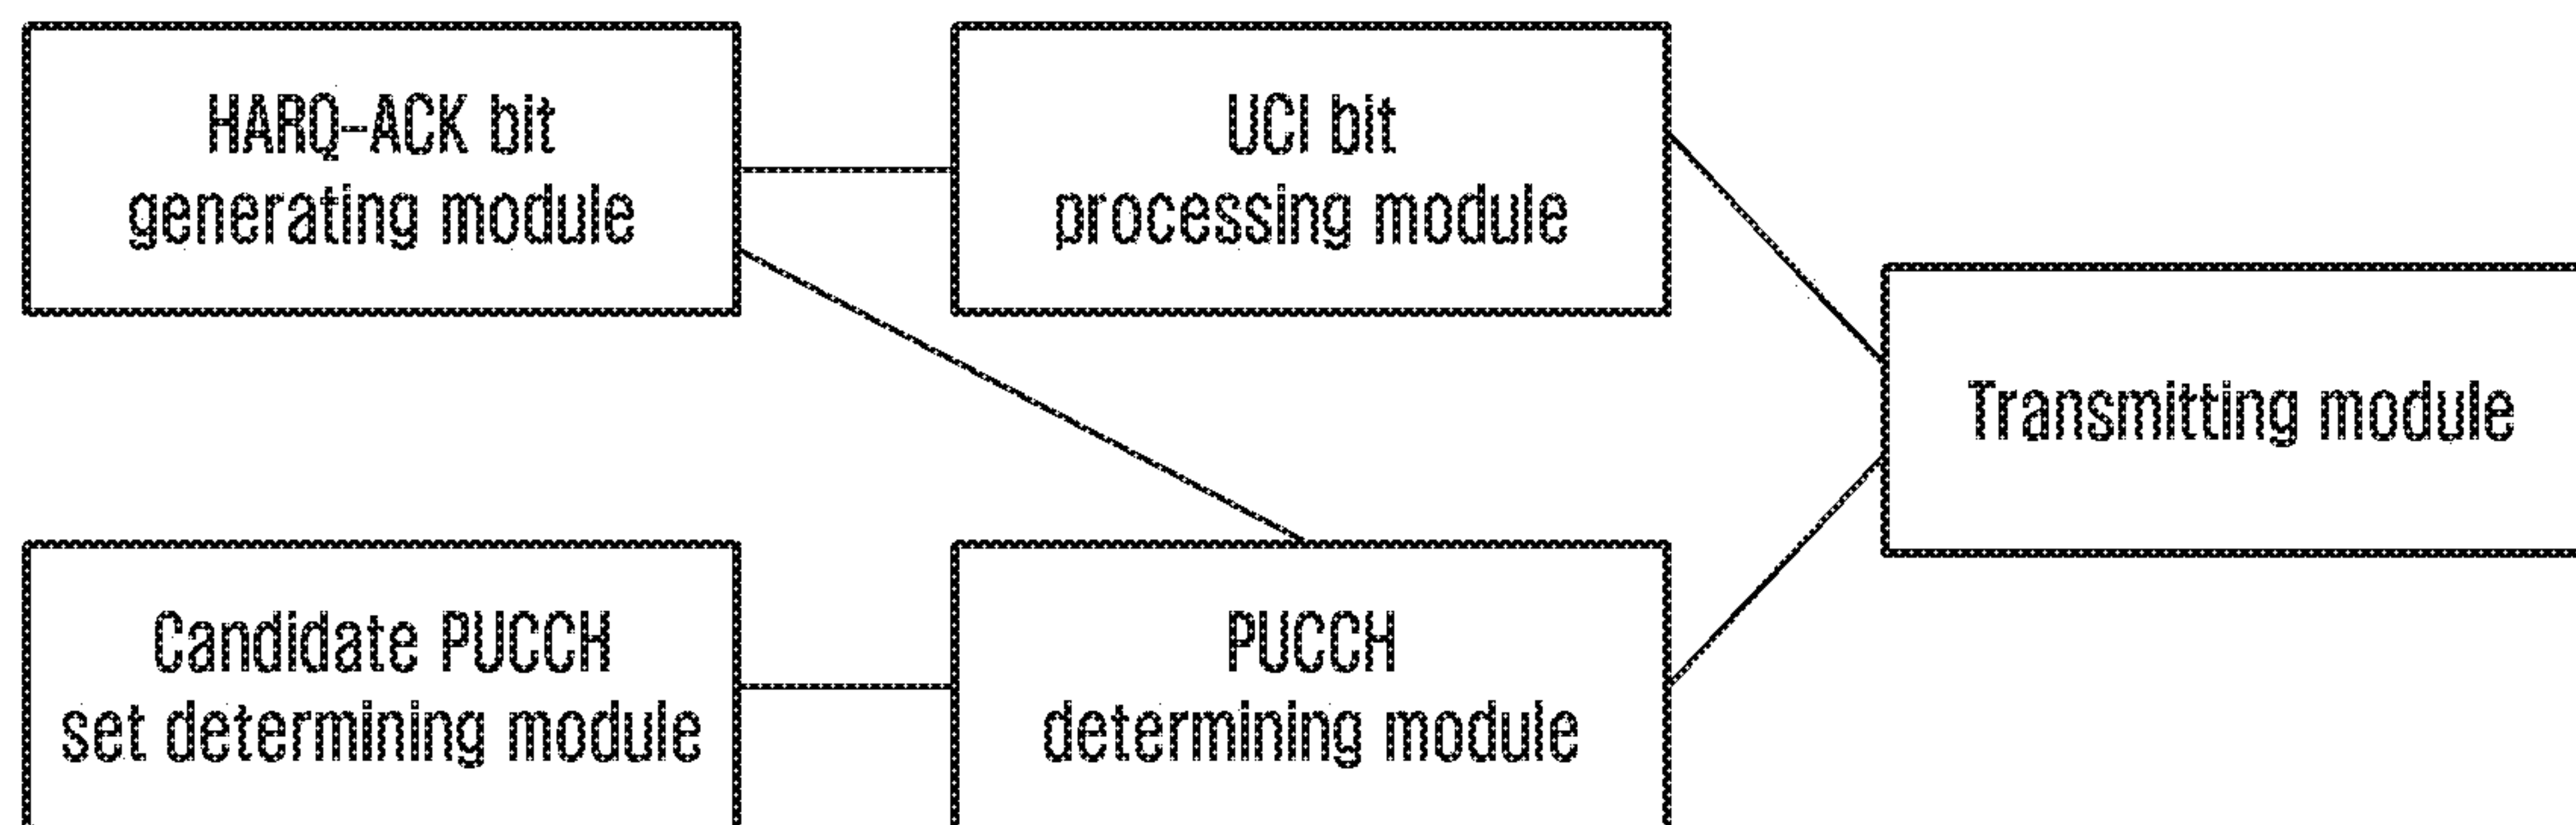 HARQ-ACK bit
generating module
UCI bit
processing module
Transmitting module
Candidate PUCCH
set determining module
PUCCH
determining module